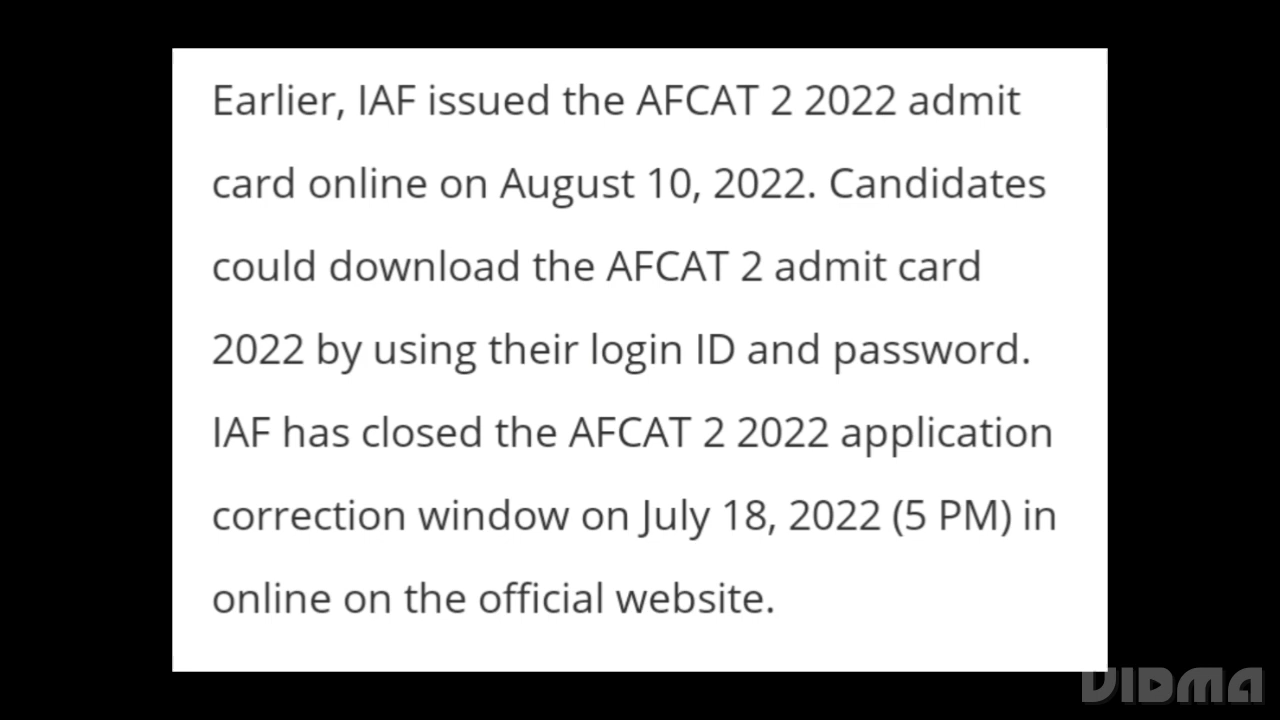 Earlier, IAF issued the AFCAT 2 2022 admit
card online on August 10, 2022. Candidates
could download the AFCAT 2 admit card
2022 by using their login ID and password.
IAF has closed the AFCAT 2 2022 application
correction window on July 18, 2022 (5 PM) in
online on the official website.
VIDMA